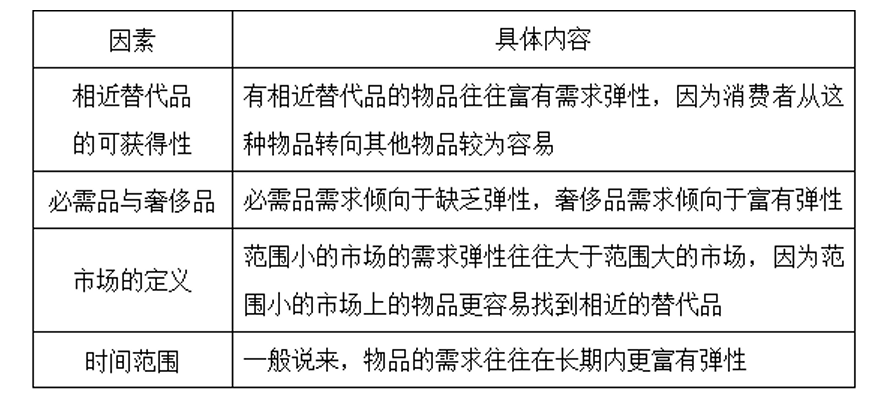 因素
具体内容
相近替代品
的可获得性
有相近替代品的物品往往富有需求弹性，因为消费者从这
种物品转向其他物品较为容易
必需品与奢侈品
必需品需求倾向于缺乏弹性，奢侈品需求倾向于富有弹性
市场的定义
范围小的市场的需求弹性往往大于范围大的市场，因为范
围小的市场上的物品更容易找到相近的替代品
时间范围
一般说来，物品的需求往往在长期内更富有弹性